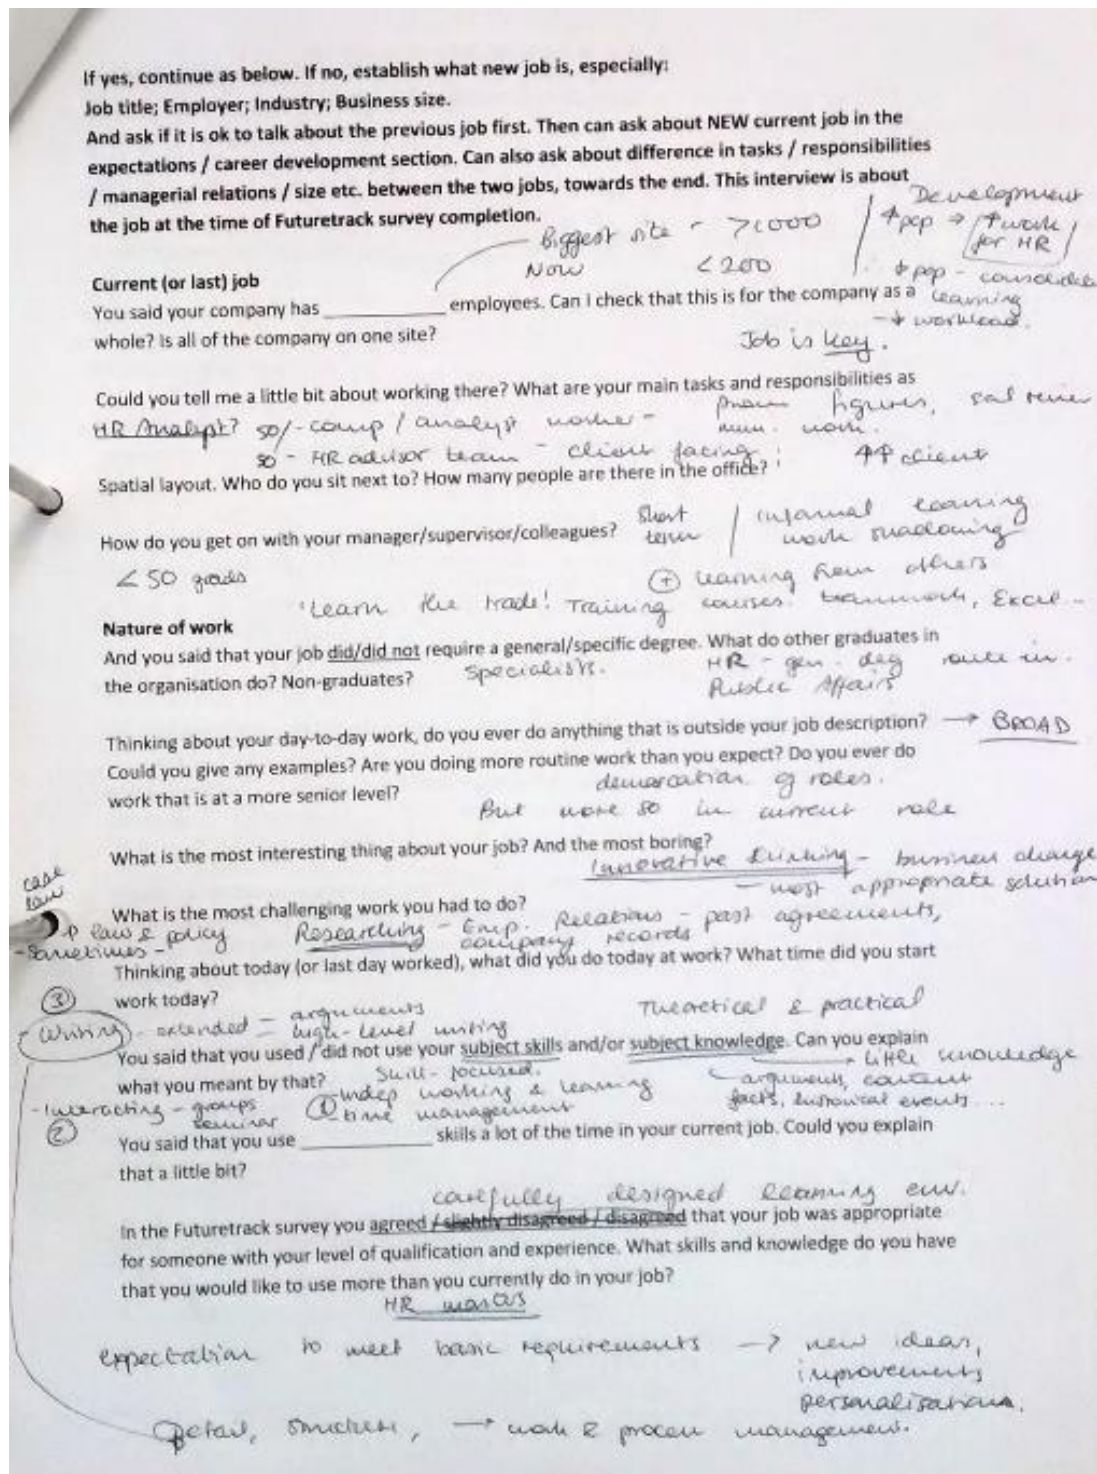 If yes, continue as below. If no, establish what new job is, especially:
Job title; Employer; Industry; Business size.
And ask if it is ok to talk about the previous job first. Then can ask about NEW current job in the
expectations / career development section. Can also ask about difference in tasks / responsibilities
/ managerial relations / size etc. between the two jobs, towards the end. This interview is about
the job at the time of Futuretrack survey completion.
Development
↑ pop → ↑ work
for HR
Biggest site - >1000
Now <200
↓ pop - consolidate
learning
- ↓ workload.
Current (or last) job
You said your company has __________ employees. Can I check that this is for the company as a
whole? Is all of the company on one site?
Job is key.
Could you tell me a little bit about working there? What are your main tasks and responsibilities as
HR Analyst? 50/- comp / analyst worker - figures, sal review
num. work.
50 - HR advisor team - client facing ↑↑ client
Spatial layout. Who do you sit next to? How many people are there in the office?
How do you get on with your manager/supervisor/colleagues?
short
term
informal learning
work shadowing
<50 grads
+ learning from others
'Learn the trade! Training courses. teamwork, Excel -
Nature of work
And you said that your job did/did not require a general/specific degree. What do other graduates in
the organisation do? Non-graduates?
Specialists.
HR - gen. deg route in.
Public Affairs
Thinking about your day-to-day work, do you ever do anything that is outside your job description? → BROAD
Could you give any examples? Are you doing more routine work than you expect? Do you ever do
work that is at a more senior level?
demarcation of roles.
But more so in current role
What is the most interesting thing about your job? And the most boring?
Innovative thinking - business change
- most appropriate solution
case
law
What is the most challenging work you had to do?
law & policy Researching - Emp. Relations - past agreements,
company records
- Sometimes -
Thinking about today (or last day worked), what did you do today at work? What time did you start
work today?
③
Writing - extended - arguments
- high-level writing
Theoretical & practical
You said that you used / did not use your subject skills and/or subject knowledge. Can you explain
what you meant by that?
Skill-focused.
→ little knowledge
arguments, content
facts, historical events...
① - indep working & learning
- time management
- Interacting - groups
seminar
②
You said that you use __________ skills a lot of the time in your current job. Could you explain
that a little bit?
carefully designed learning env.
In the Futuretrack survey you agreed / slightly disagreed / disagreed that your job was appropriate
for someone with your level of qualification and experience. What skills and knowledge do you have
that you would like to use more than you currently do in your job?
HR masters
expectation to meet basic requirements → new ideas,
improvements
personalisations.
Detail, structure, → work & process management.